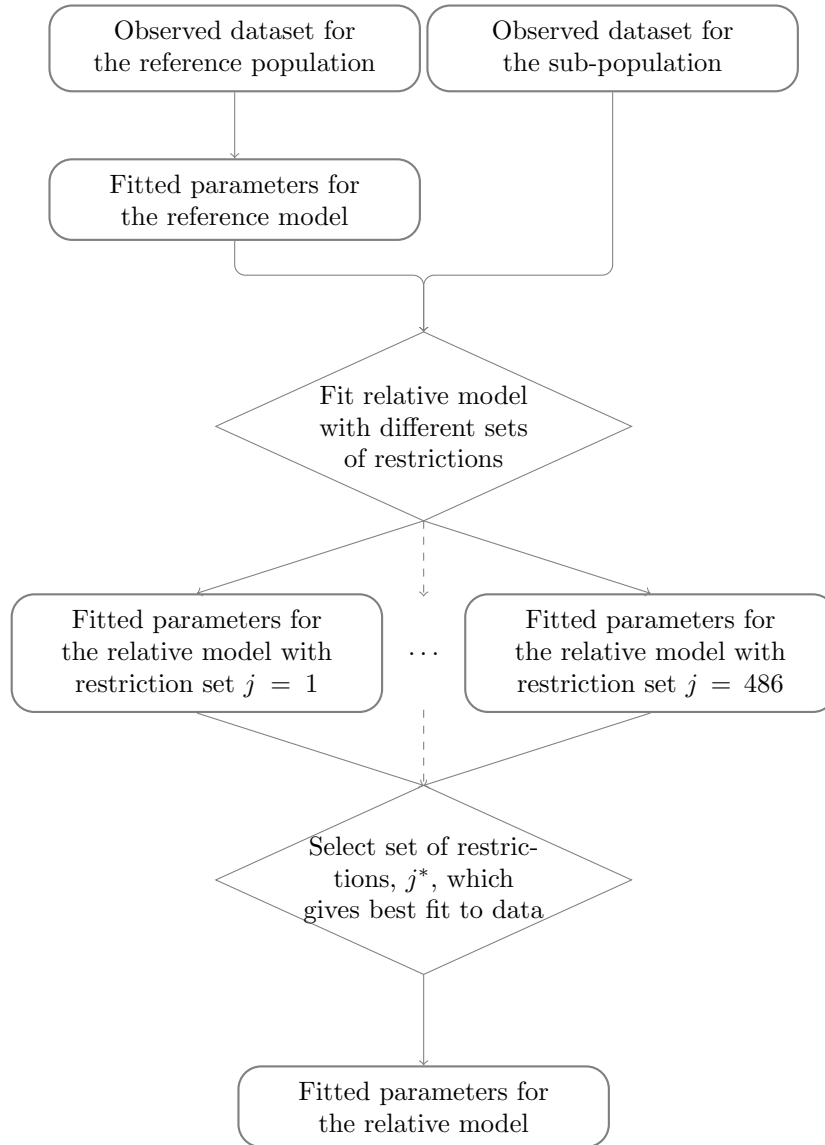 Observed dataset for
the reference population
Observed dataset for
the sub-population
Fitted parameters for
the reference model
Fit relative model
with different sets
of restrictions
Fitted parameters for
the relative model with
restriction set j = 1
...
Fitted parameters for
the relative model with
restriction set j = 486
Select set of restric-
tions, j*, which
gives best fit to data
Fitted parameters for
the relative model